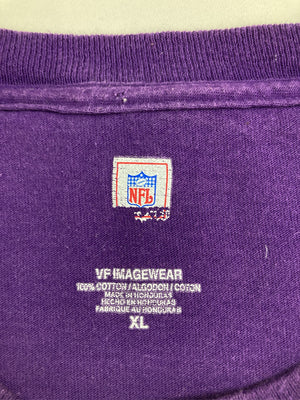 NFL
VF IMAGEWEAR
100% COTTON/ALGODON/COTON
MADE IN HONDURAS
HECHO EN HONDURAS
FABRIQUE AU HONDURAS
XL